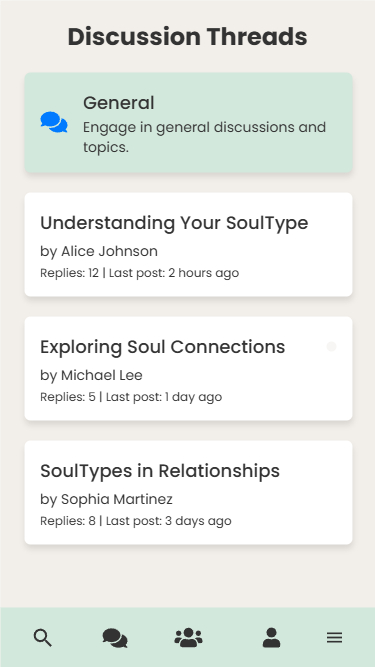 Discussion Threads
General
Engage in general discussions and
topics.
Understanding Your SoulType
by Alice Johnson
Replies: 12 | Last post: 2 hours ago
Exploring Soul Connections
by Michael Lee
Replies: 5 | Last post: 1 day ago
SoulTypes in Relationships
by Sophia Martinez
Replies: 8 | Last post: 3 days ago